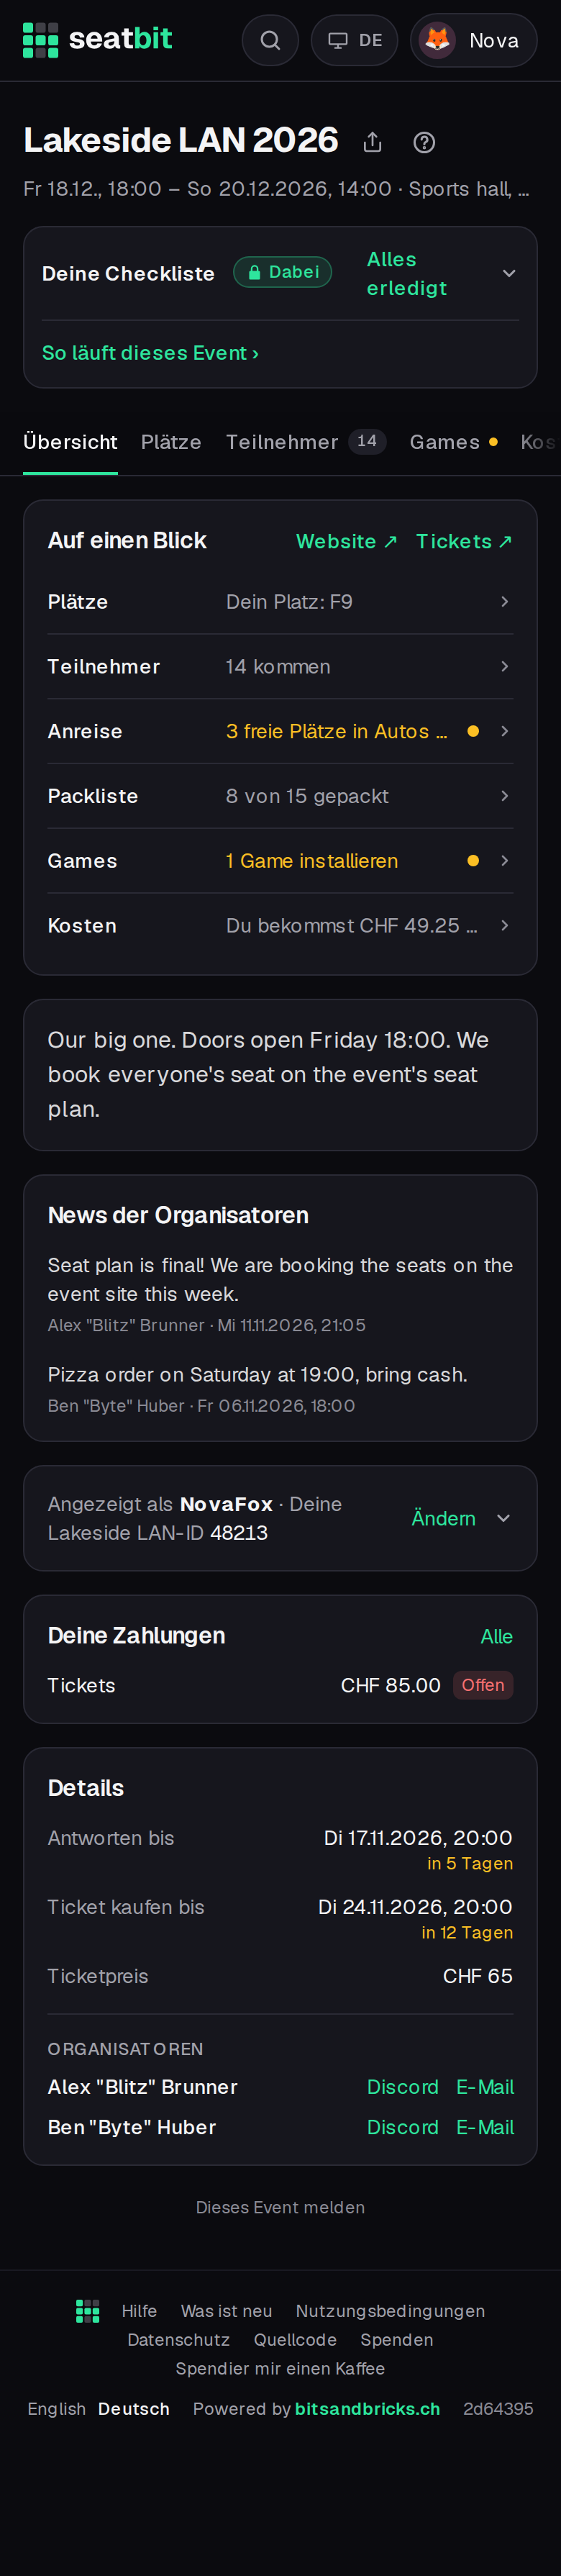 seatbit
DE
Nova
Lakeside LAN 2026
Fr 18.12., 18:00 – So 20.12.2026, 14:00 · Sports hall, …
Deine Checkliste
Dabei
Alles
erledigt
So läuft dieses Event ›
Übersicht
Plätze
Teilnehmer 14
Games
Kos
Auf einen Blick
Website ↗
Tickets ↗
Plätze
Dein Platz: F9
Teilnehmer
14 kommen
Anreise
3 freie Plätze in Autos …
Packliste
8 von 15 gepackt
Games
1 Game installieren
Kosten
Du bekommst CHF 49.25 …
Our big one. Doors open Friday 18:00. We
book everyone's seat on the event's seat
plan.
News der Organisatoren
Seat plan is final! We are booking the seats on the
event site this week.
Alex "Blitz" Brunner · Mi 11.11.2026, 21:05
Pizza order on Saturday at 19:00, bring cash.
Ben "Byte" Huber · Fr 06.11.2026, 18:00
Angezeigt als NovaFox · Deine
Lakeside LAN-ID 48213
Ändern
Deine Zahlungen
Alle
Tickets
CHF 85.00
Offen
Details
Antworten bis
Di 17.11.2026, 20:00
in 5 Tagen
Ticket kaufen bis
Di 24.11.2026, 20:00
in 12 Tagen
Ticketpreis
CHF 65
ORGANISATOREN
Alex "Blitz" Brunner
Discord
E-Mail
Ben "Byte" Huber
Discord
E-Mail
Dieses Event melden
Hilfe
Was ist neu
Nutzungsbedingungen
Datenschutz
Quellcode
Spenden
Spendier mir einen Kaffee
English
Deutsch
Powered by bitsandbricks.ch
2d64395